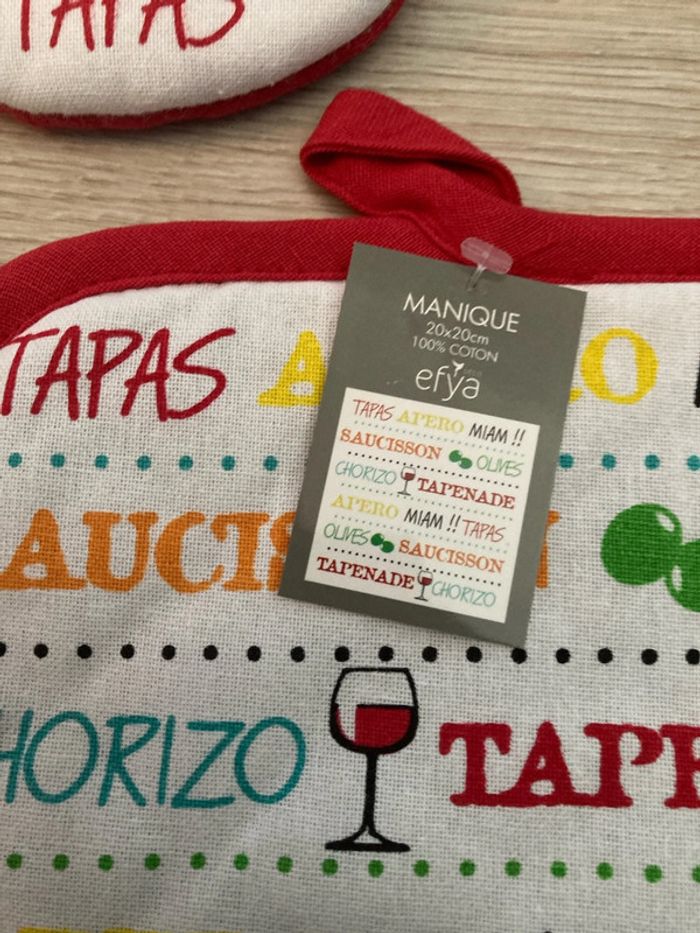 TAPAS
MANIQUE
20x20cm
100% COTON
efya
TAPAS APERO MIAM !!
SAUCISSON OLIVES
CHORIZO TAPENADE
APERO MIAM !! TAPAS
OLIVES SAUCISSON
TAPENADE CHORIZO
TAPAS A O
AUCIS
HORIZO TAPE